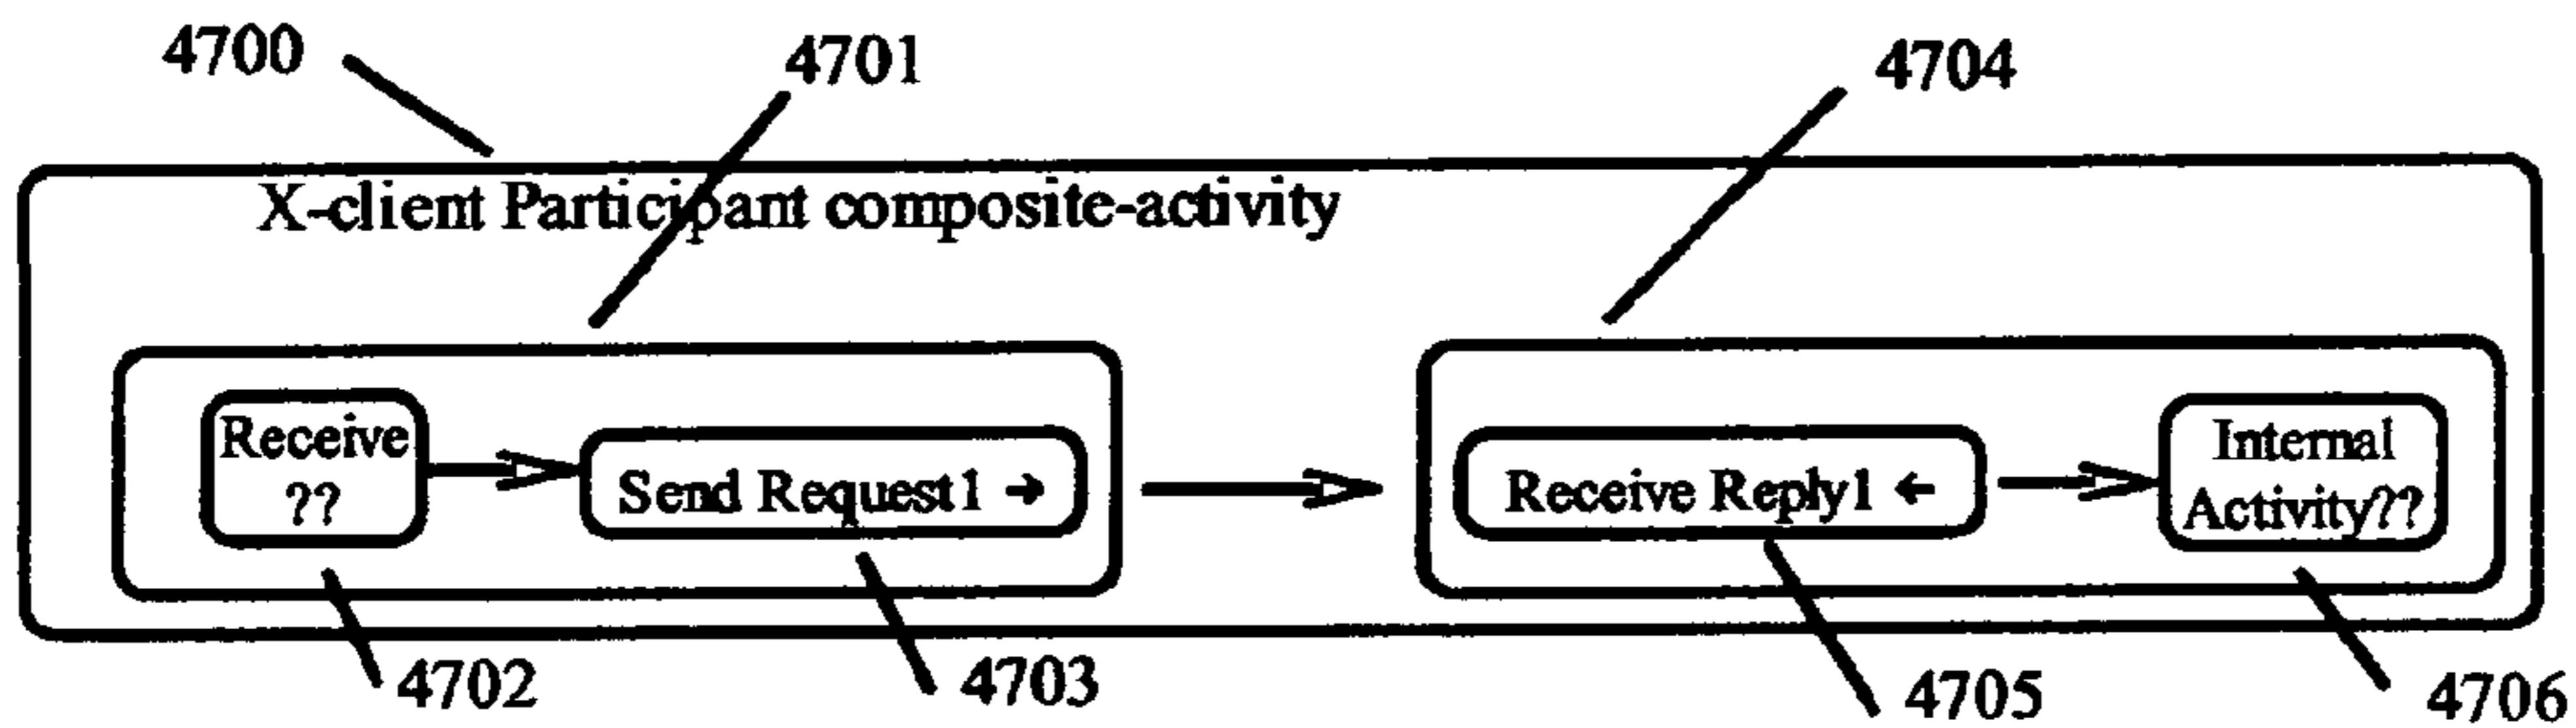 4700
4701
4704
X-client Participant composite-activity
Receive
??
Send Request1 →
Receive Reply1 ←
Internal
Activity??
4702
4703
4705
4706